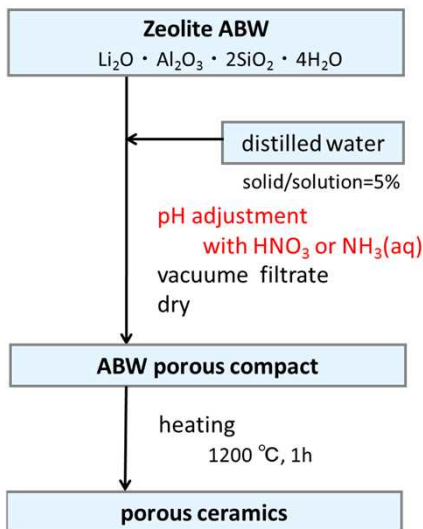 Zeolite ABW
Li₂O・Al₂O₃・2SiO₂・4H₂O
distilled water
solid/solution=5%
pH adjustment
with HNO₃ or NH₃(aq)
vacuume filtrate
dry
ABW porous compact
heating
1200 ℃, 1h
porous ceramics